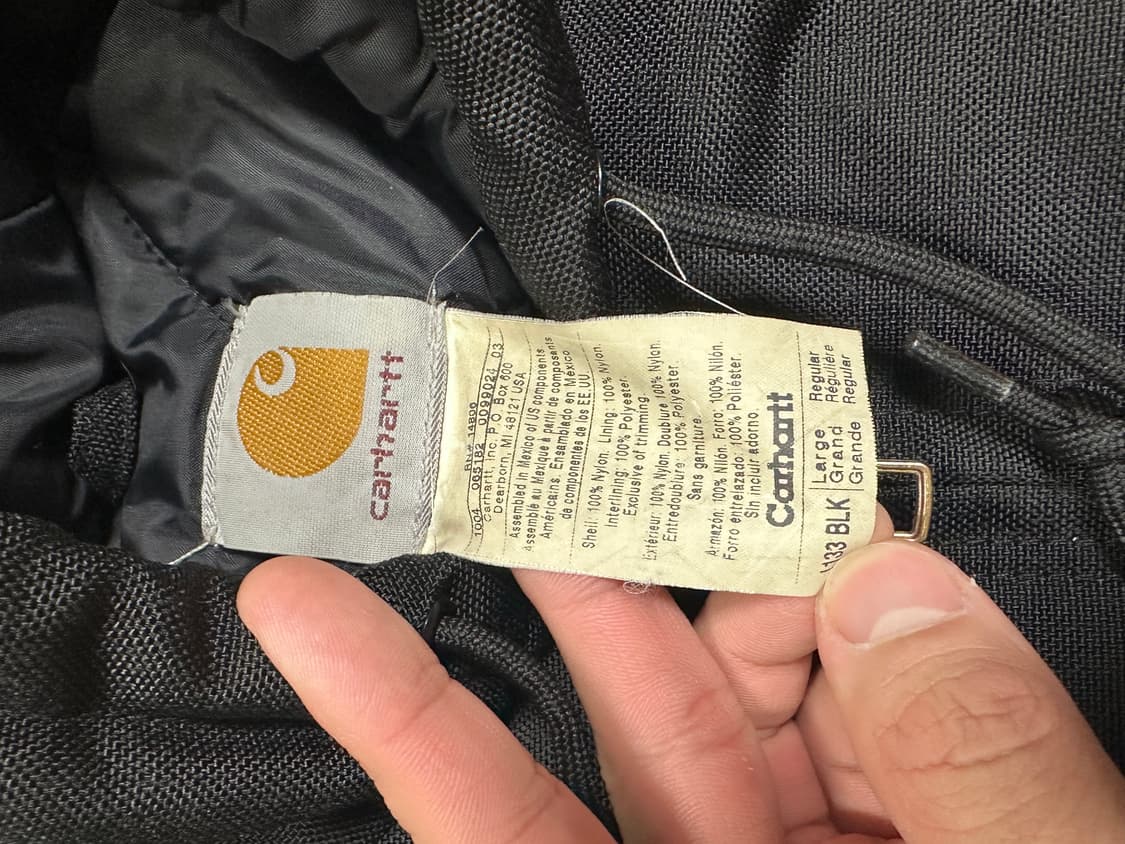 carhartt
RN# 14806
1004 065182 0099924 03
Carhartt, Inc. P.O. Box 600
Dearborn, MI 48121 USA
Assembled in Mexico of US components
Assemblé au Mexique à partir de composants
Américains. Ensamblado en México
de componentes de los EE.UU.
Shell: 100% Nylon. Lining: 100% Nylon.
Interlining: 100% Polyester.
Exclusive of trimming.
Extérieur: 100% Nylon. Doublure 100% Nylon.
Entredoublure: 100% Polyester.
Sans garniture.
Armazón: 100% Nilón. Forro: 100% Nilón.
Forro entrelazado: 100% Poliéster.
Sin incluir adorno.
Carhartt
Large Regular
Grand Régulière
Grande Regular
J133 BLK